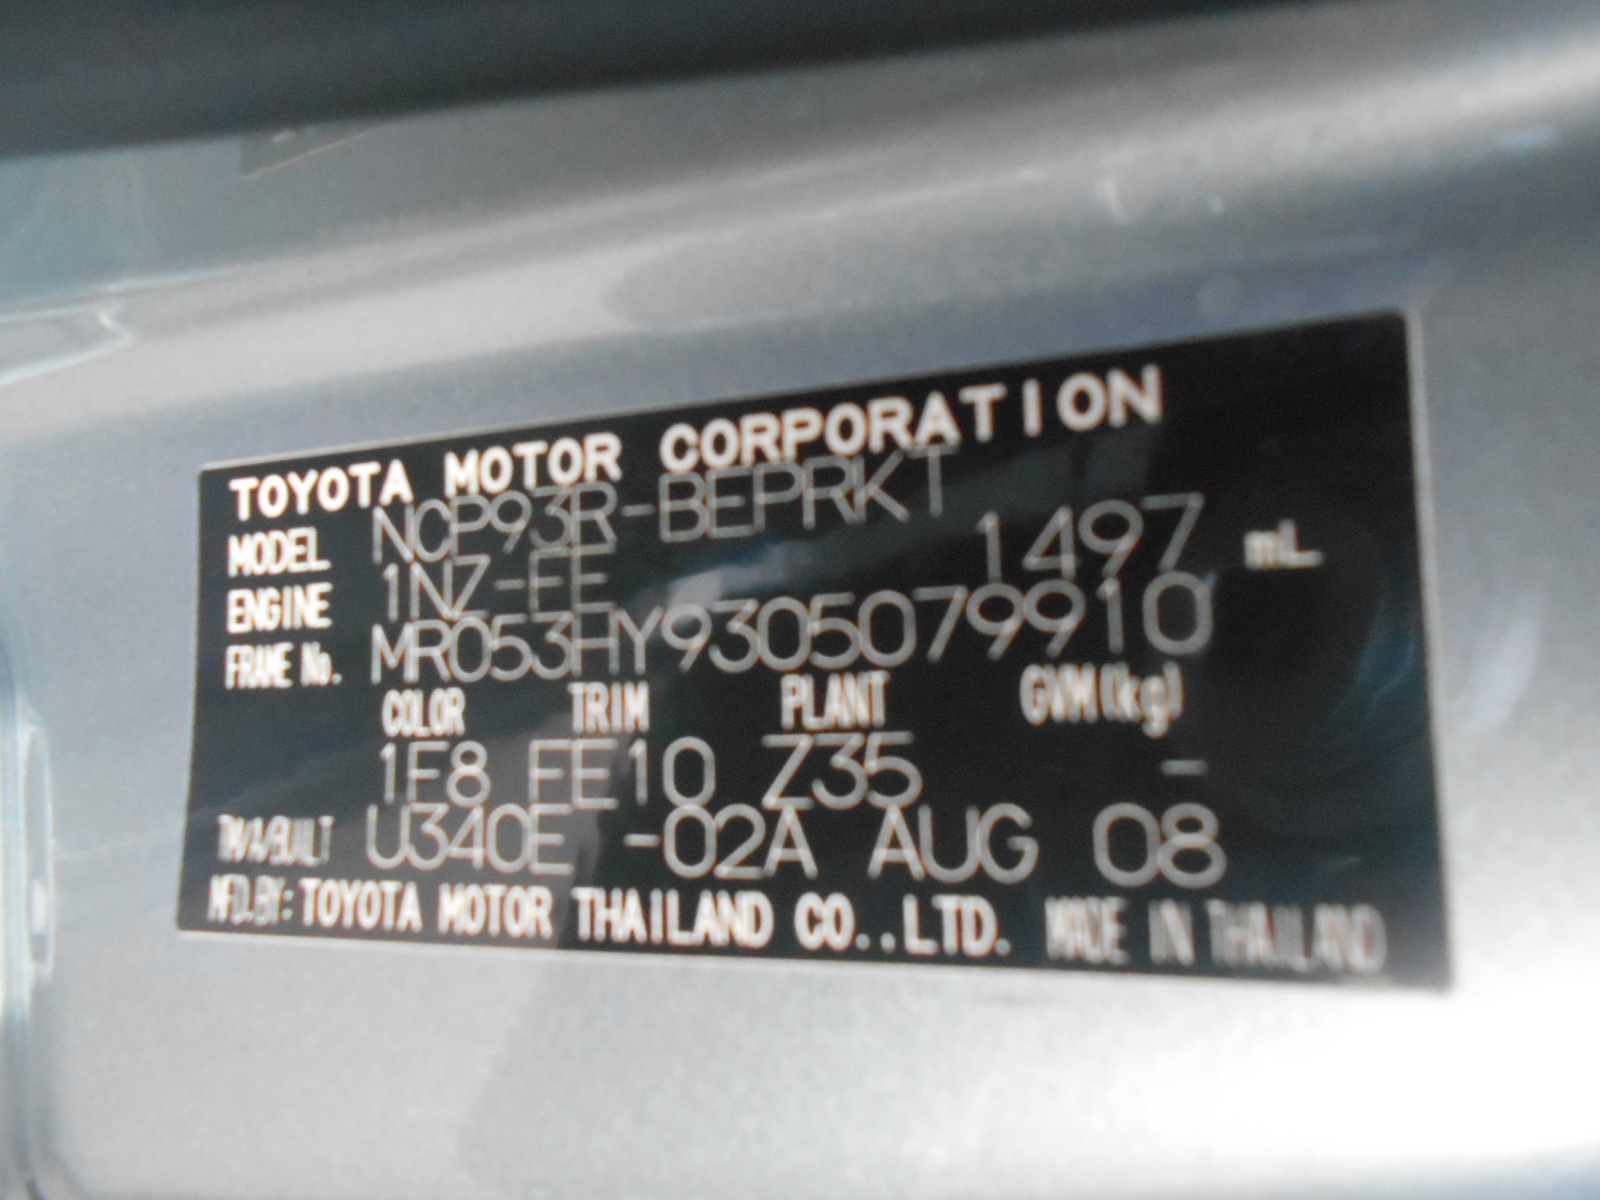 TOYOTA MOTOR CORPORATION
MODEL NCP93R-BEPRKT
ENGINE 1NZ-FE 1497 mL
FRAME No. MR053HY9305079910
COLOR TRIM PLANT GVM(kg)
1F8 FE10 Z35 -
TM/A/BUILT U340E -02A AUG 08
MFD.BY: TOYOTA MOTOR THAILAND CO.,LTD. MADE IN THAILAND